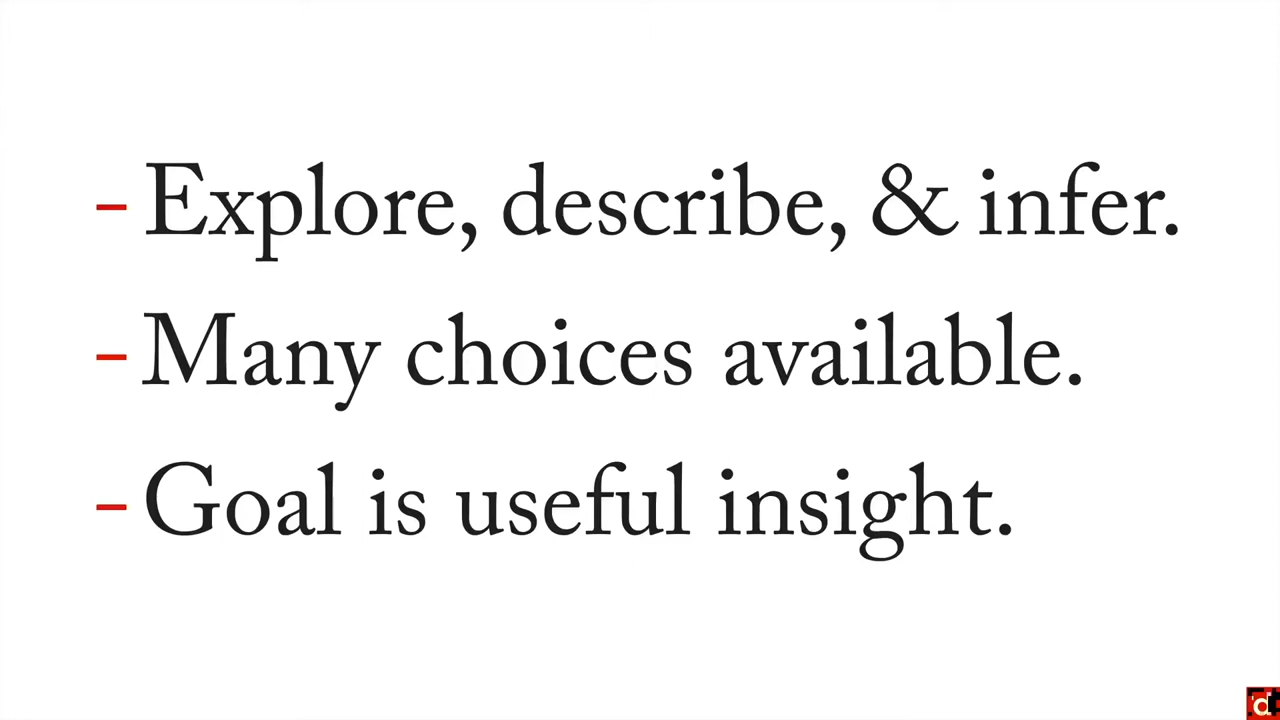 – Explore, describe, & infer.
– Many choices available.
– Goal is useful insight.
d